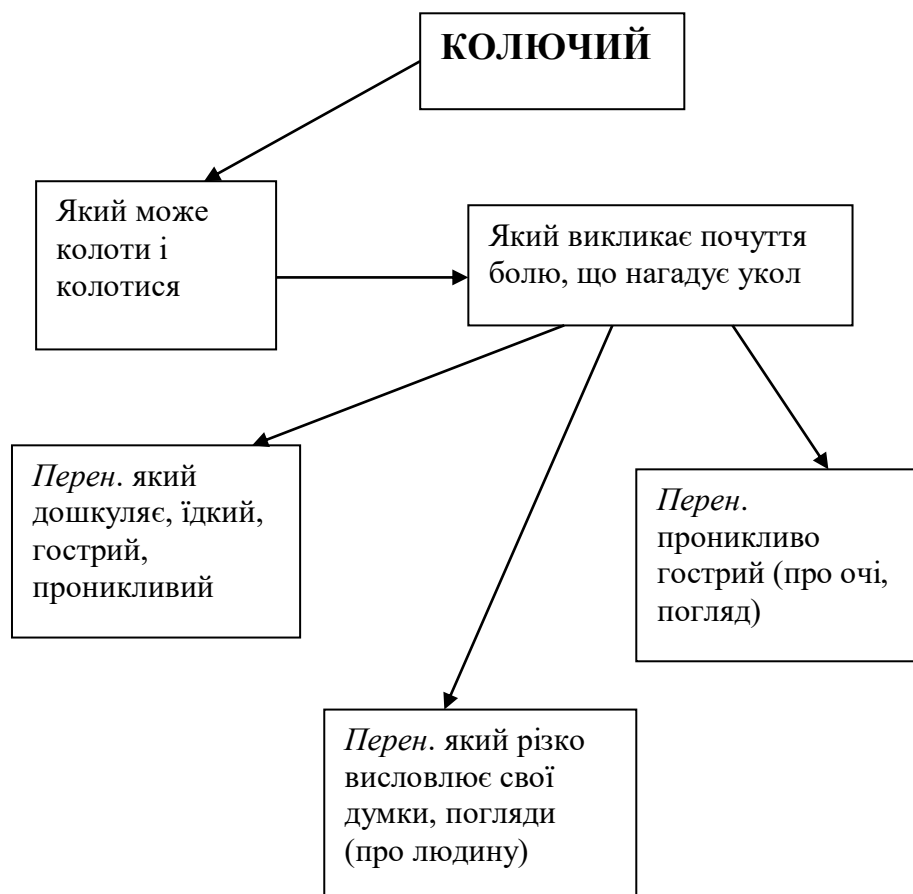 КОЛЮЧИЙ
Який може
колоти і
колотися
Який викликає почуття
болю, що нагадує укол
Перен. який
дошкуляє, їдкий,
гострий,
проникливий
Перен.
проникливо
гострий (про очі,
погляд)
Перен. який різко
висловлює свої
думки, погляди
(про людину)